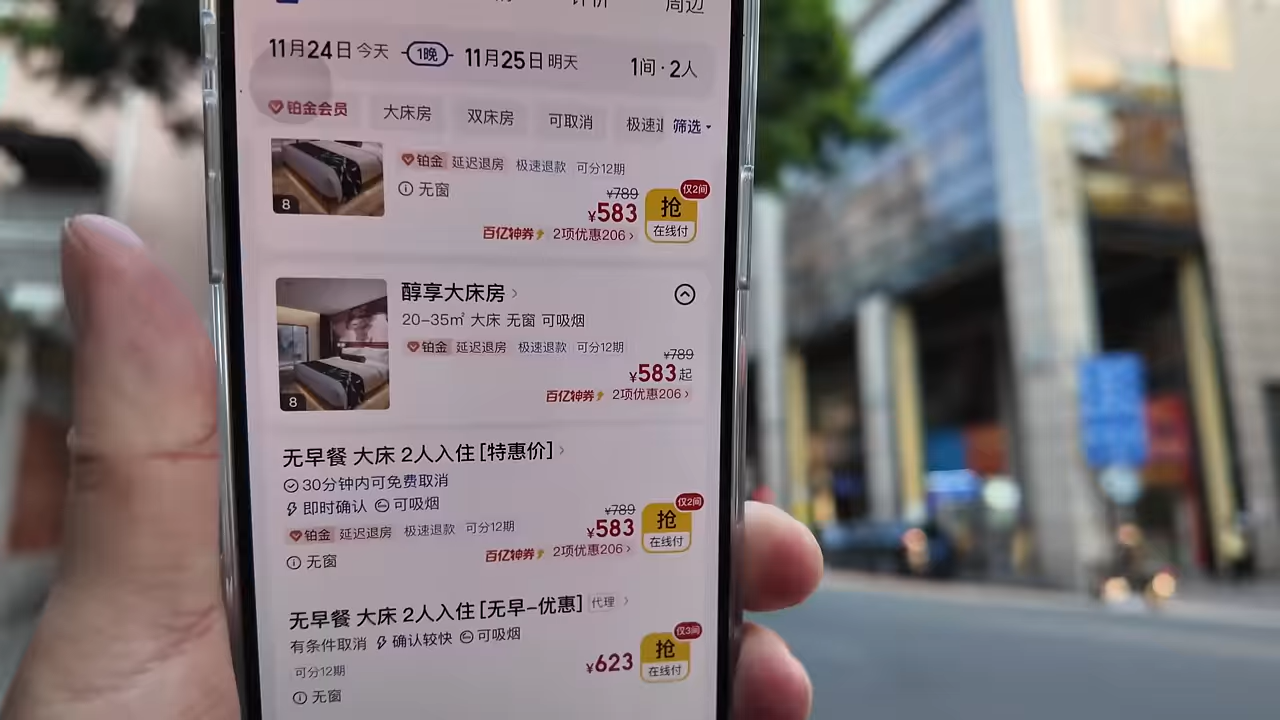 周边
11月24日 今天 1晚 11月25日 明天 1间·2人
铂金会员 大床房 双床房 可取消 极速 筛选
铂金 延迟退房 极速退款 可分12期
无窗
8
¥789
¥583
抢
仅2间
在线付
百亿神券 2项优惠206 >
醇享大床房 >
20-35㎡ 大床 无窗 可吸烟
铂金 延迟退房 极速退款 可分12期
8
¥789
¥583起
百亿神券 2项优惠206 >
无早餐 大床 2人入住 [特惠价] >
30分钟内可免费取消
即时确认 可吸烟
铂金 延迟退房 极速退款 可分12期
无窗
¥789
¥583
抢
仅2间
在线付
百亿神券 2项优惠206 >
无早餐 大床 2人入住 [无早-优惠] 代理 >
有条件取消 确认较快 可吸烟
可分12期
无窗
¥623
抢
仅3间
在线付